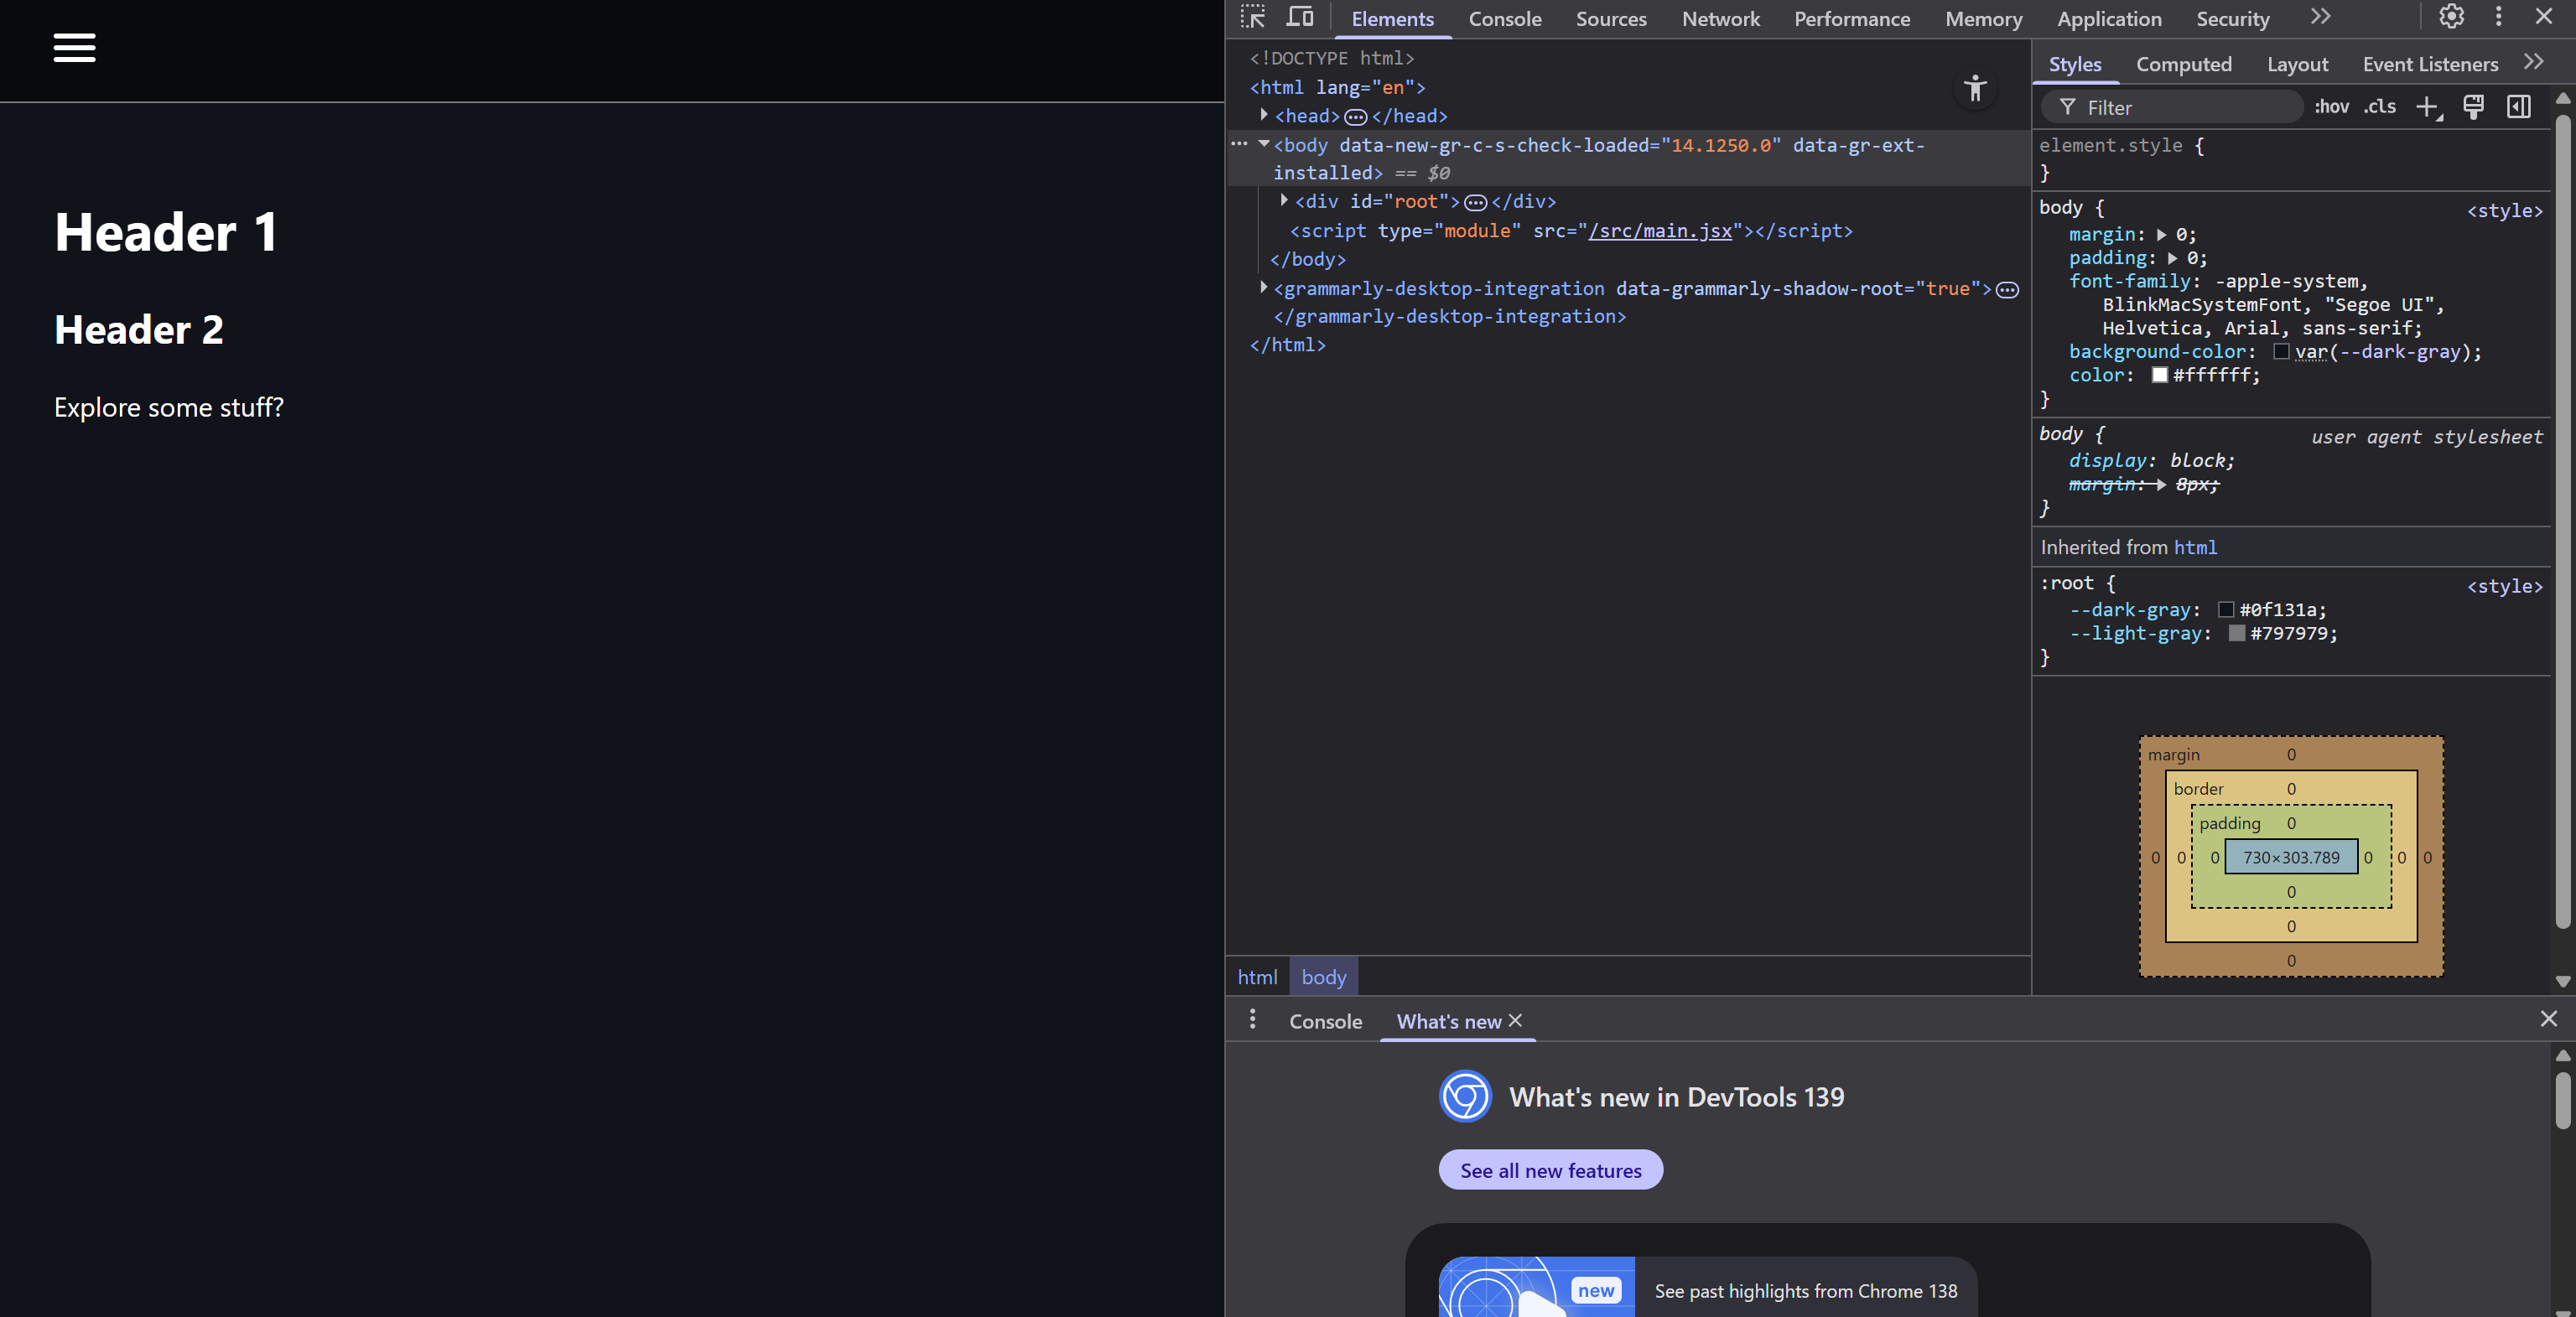 Header 1
Header 2
Explore some stuff?
Elements Console Sources Network Performance Memory Application Security
<!DOCTYPE html>
<html lang="en">
<head>…</head>
<body data-new-gr-c-s-check-loaded="14.1250.0" data-gr-ext-
installed> == $0
<div id="root">…</div>
<script type="module" src="/src/main.jsx"></script>
</body>
<grammarly-desktop-integration data-grammarly-shadow-root="true">…
</grammarly-desktop-integration>
</html>
html body
Styles Computed Layout Event Listeners
Filter :hov .cls
element.style {
}
body { <style>
margin: 0;
padding: 0;
font-family: -apple-system,
BlinkMacSystemFont, "Segoe UI",
Helvetica, Arial, sans-serif;
background-color: var(--dark-gray);
color: #ffffff;
}
body { user agent stylesheet
display: block;
margin: 8px;
}
Inherited from html
:root { <style>
--dark-gray: #0f131a;
--light-gray: #797979;
}
margin 0
border 0
padding 0
0 0 0 730×303.789 0 0 0
0
0
0
Console What's new
What's new in DevTools 139
See all new features
new
See past highlights from Chrome 138